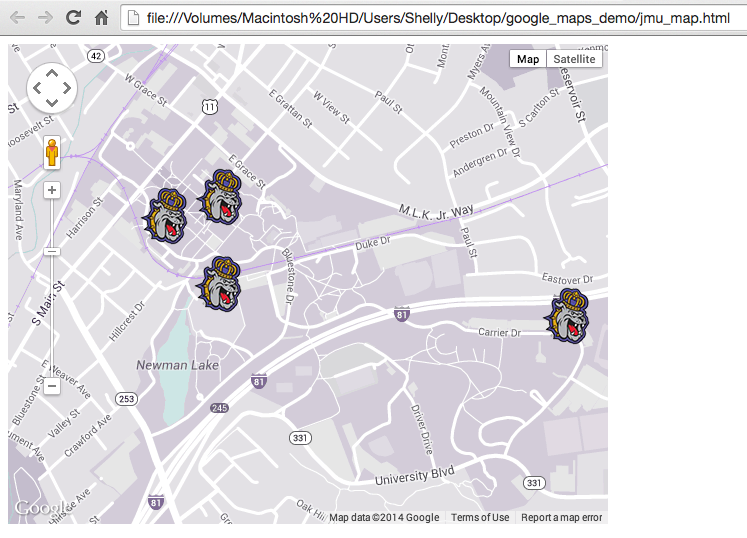 file:///Volumes/Macintosh%20HD/Users/Shelly/Desktop/google_maps_demo/jmu_map.html
42
Map
Satellite
W Grace St
11
E Grattan St
W View St
Paul St
Myers Ave
Mountain View Dr
S Carlton St
Reservoir St
Preston Dr
Andergren Dr
Roosevelt St
E Grace St
Maryland Ave
Harrison St
M.L.K. Jr. Way
Duke Dr
Paul St
Bluestone Dr
Eastover Dr
S Main St
Hillcrest Dr
81
Carrier Dr
Newman Lake
81
E Weaver Ave
Bluestone St
253
245
Valley St
Crawford Ave
331
Driver Drive
University Blvd
331
81
Google
Oak Hil
Map data ©2014 Google
Terms of Use
Report a map error